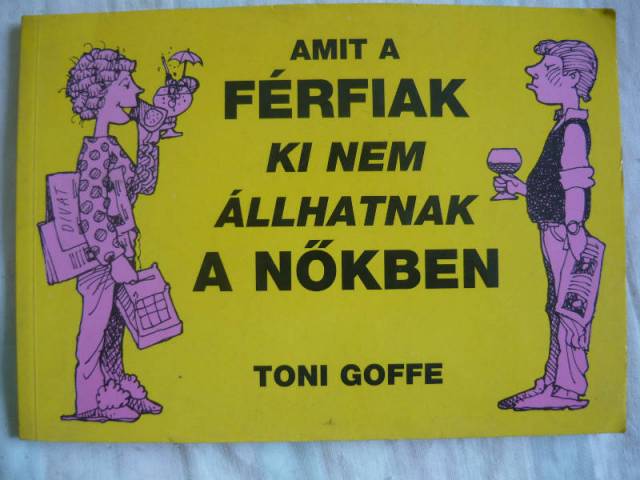 AMIT A
FÉRFIAK
KI NEM
ÁLLHATNAK
A NŐKBEN
TONI GOFFE
DIVAT